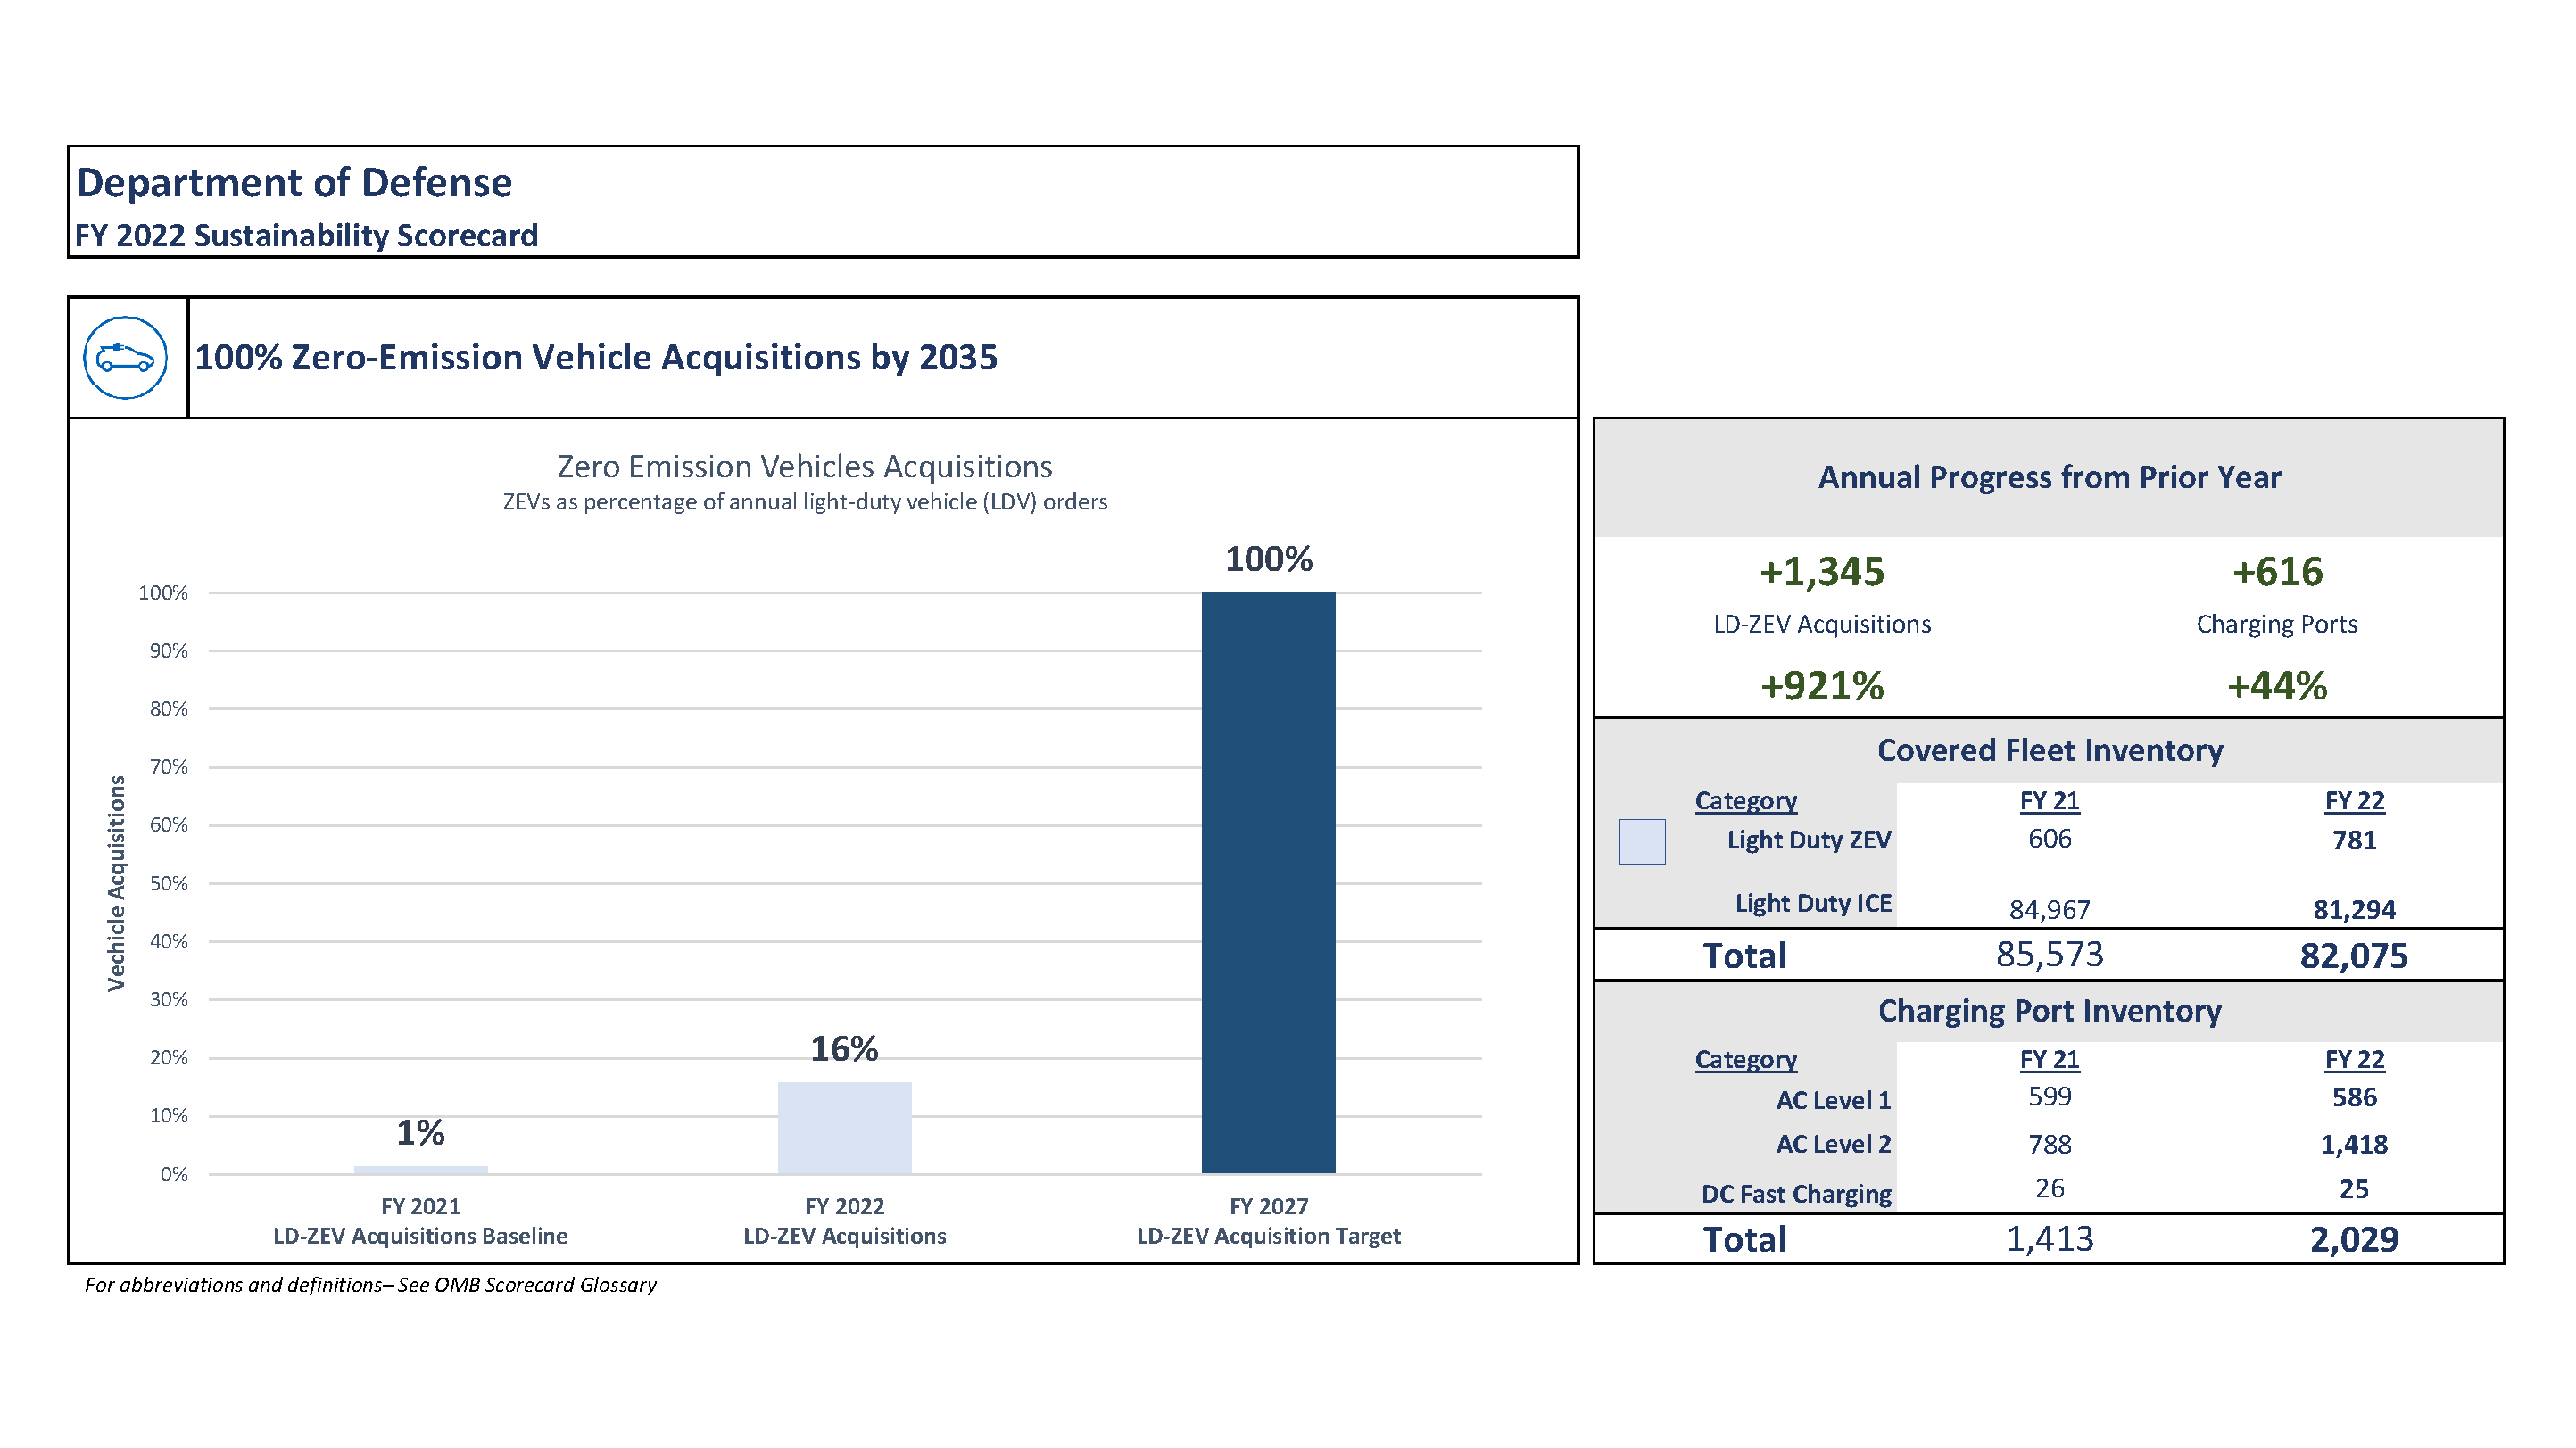 Department of Defense
FY 2022 Sustainability Scorecard
100% Zero-Emission Vehicle Acquisitions by 2035
Zero Emission Vehicles Acquisitions
ZEVs as percentage of annual light-duty vehicle (LDV) orders
Vechicle Acquisitions
100%
90%
80%
70%
60%
50%
40%
30%
20%
10%
0%
1%
16%
100%
FY 2021
LD-ZEV Acquisitions Baseline
FY 2022
LD-ZEV Acquisitions
FY 2027
LD-ZEV Acquisition Target
For abbreviations and definitions– See OMB Scorecard Glossary
Annual Progress from Prior Year
+1,345 +616
LD-ZEV Acquisitions Charging Ports
+921% +44%
Covered Fleet Inventory
Category FY 21 FY 22
Light Duty ZEV 606 781
Light Duty ICE 84,967 81,294
Total 85,573 82,075
Charging Port Inventory
Category FY 21 FY 22
AC Level 1 599 586
AC Level 2 788 1,418
DC Fast Charging 26 25
Total 1,413 2,029